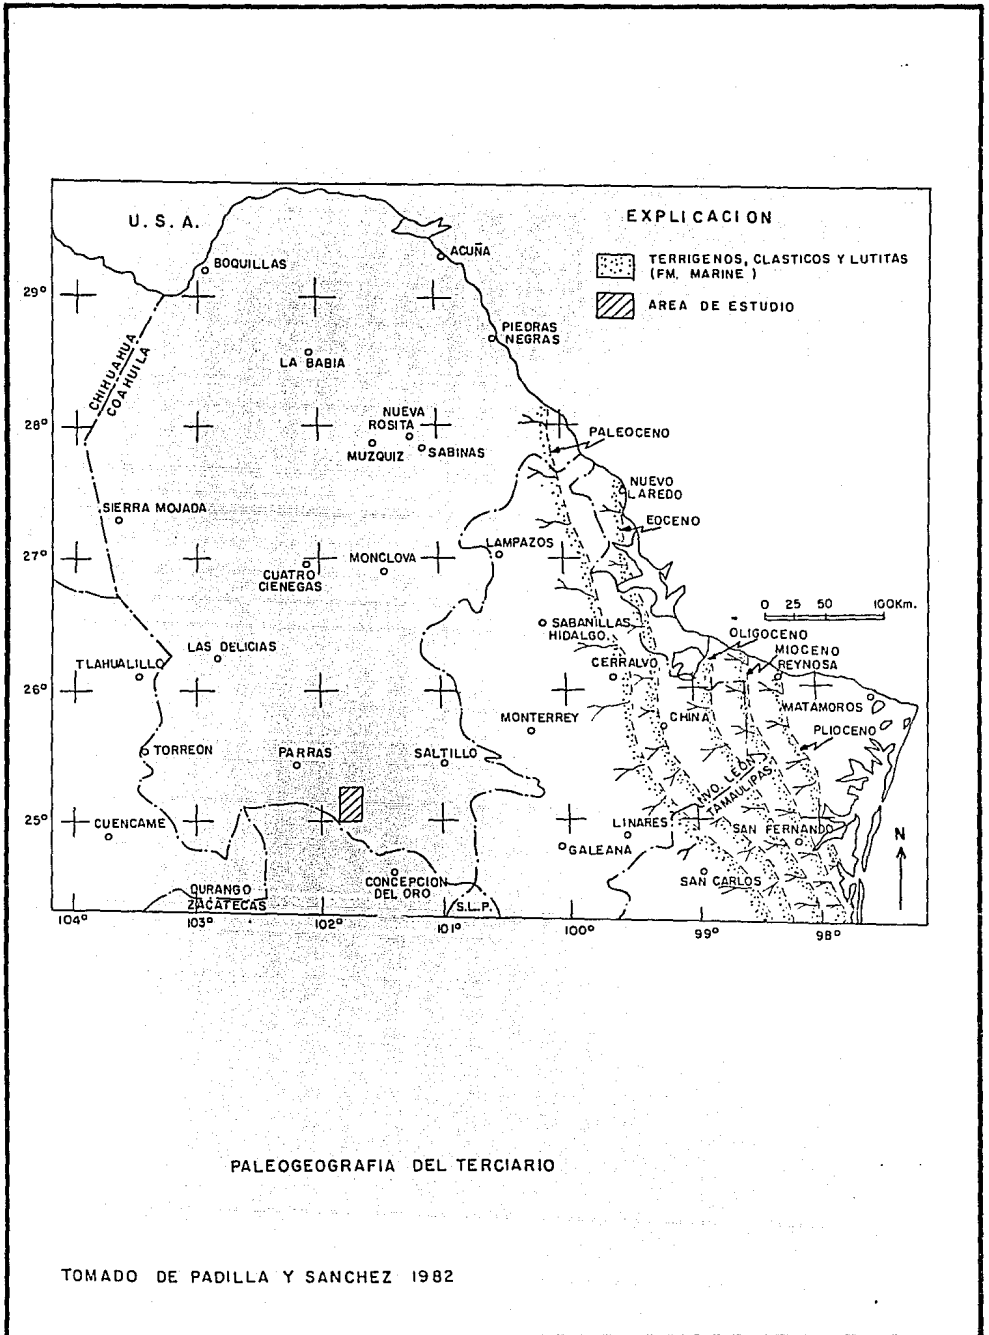 U. S. A.
EXPLICACION
TERRIGENOS, CLASTICOS Y LUTITAS
(FM. MARINE)
AREA DE ESTUDIO
ACUÑA
BOQUILLAS
29°
PIEDRAS
NEGRAS
LA BABIA
CHIHUAHUA
COAHUILA
28°
NUEVA
ROSITA
MUZQUIZ
SABINAS
PALEOCENO
NUEVO
LAREDO
EOCENO
SIERRA MOJADA
27°
LAMPAZOS
MONCLOVA
CUATRO
CIENEGAS
0 25 50 100Km.
SABANILLAS
HIDALGO.
OLIGOCENO
MIOCENO
REYNOSA
LAS DELICIAS
TLAHUALILLO
CERRALVO
26°
MATAMOROS
MONTERREY
CHINA
PLIOCENO
TORREON
PARRAS
SALTILLO
NVO. LEON
TAMAULIPAS
25°
CUENCAME
LINARES
SAN FERNANDO
N
GALEANA
CONCEPCION
DEL ORO
SAN CARLOS
DURANGO
ZACATECAS
S.L.P.
104° 103° 102° 101° 100° 99° 98°
PALEOGEOGRAFIA DEL TERCIARIO
TOMADO DE PADILLA Y SANCHEZ 1982